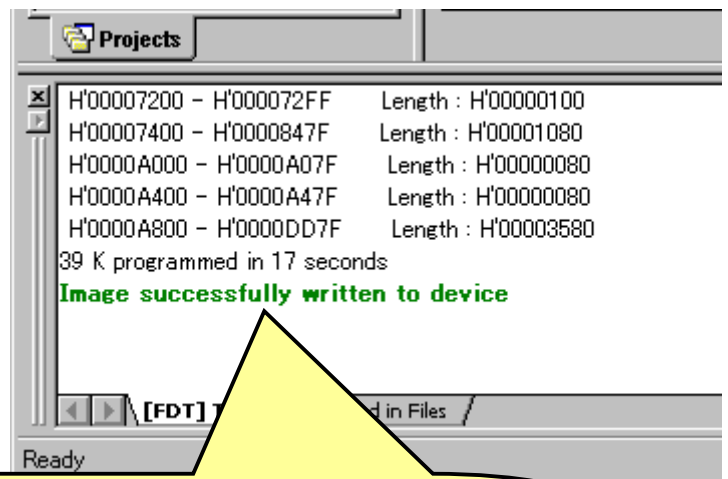 Projects
H'00007200 - H'000072FF Length : H'00000100
H'00007400 - H'0000847F Length : H'00001080
H'0000A000 - H'0000A07F Length : H'00000080
H'0000A400 - H'0000A47F Length : H'00000080
H'0000A800 - H'0000DD7F Length : H'00003580
39 K programmed in 17 seconds
Image successfully written to device
[FDT] in Files
Ready